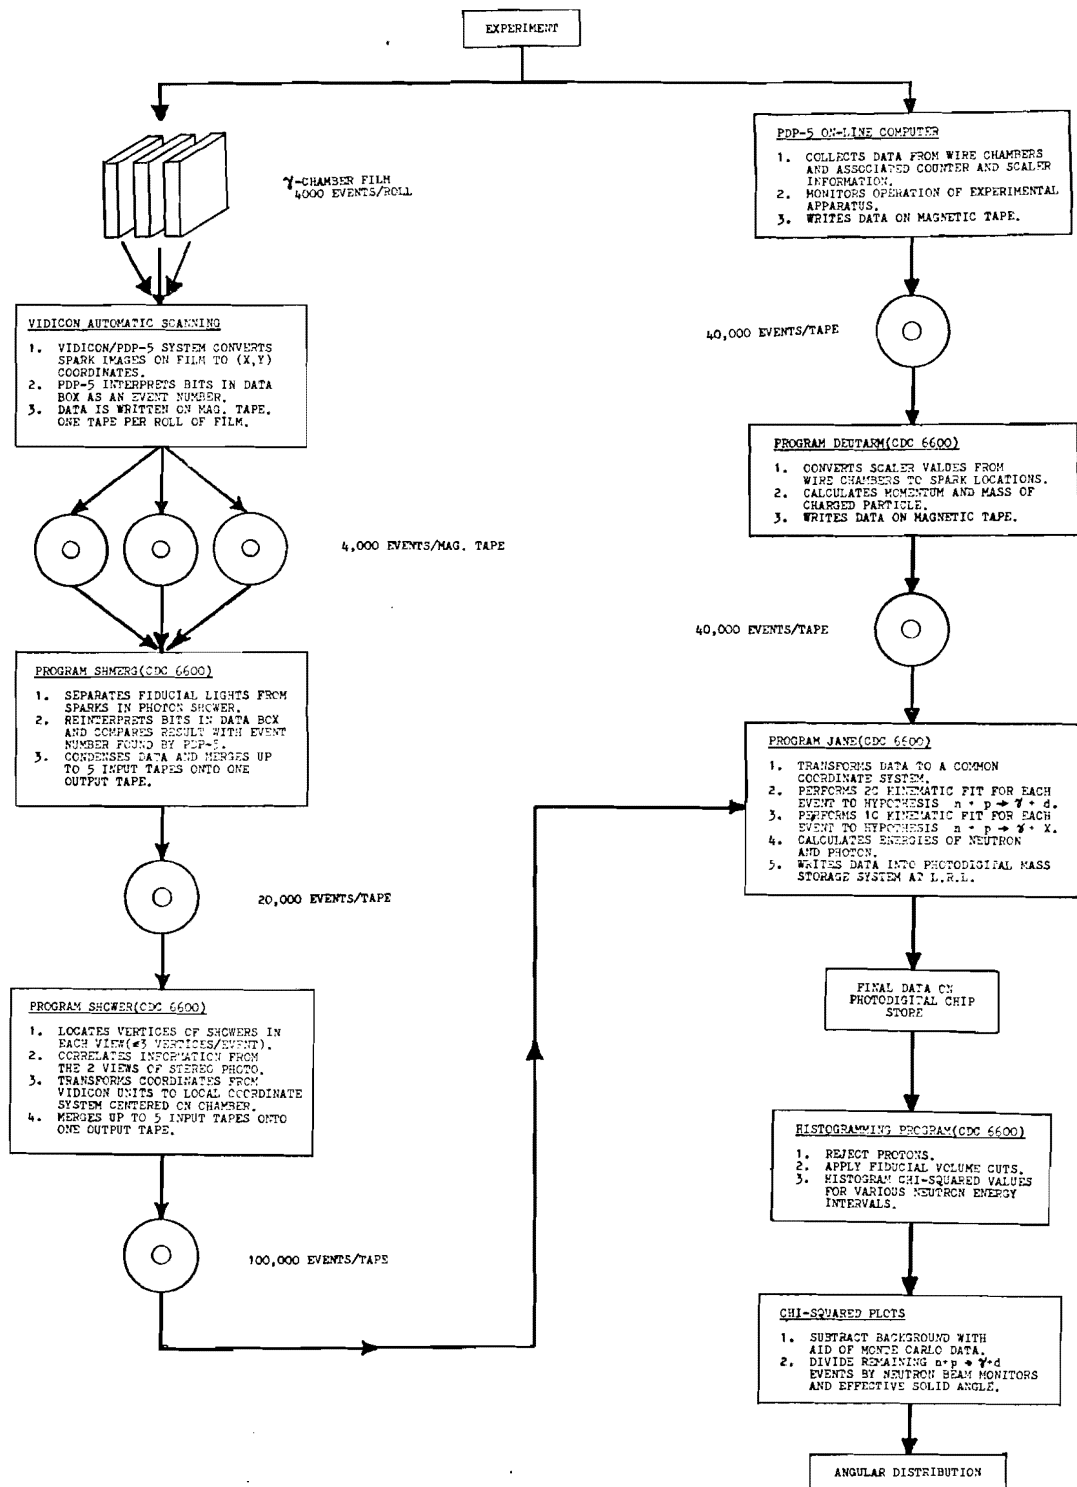 EXPERIMENT
γ-CHAMBER FILM
4000 EVENTS/ROLL
VIDICON AUTOMATIC SCANNING
1. VIDICON/PDP-5 SYSTEM CONVERTS
SPARK IMAGES ON FILM TO (X,Y)
COORDINATES.
2. PDP-5 INTERPRETS BITS IN DATA
BOX AS AN EVENT NUMBER.
3. DATA IS WRITTEN ON MAG. TAPE.
ONE TAPE PER ROLL OF FILM.
4,000 EVENTS/MAG. TAPE
PROGRAM SHMERG(CDC 6600)
1. SEPARATES FIDUCIAL LIGHTS FROM
SPARKS IN PHOTON SHOWER.
2. REINTERPRETS BITS IN DATA BOX
AND COMPARES RESULT WITH EVENT
NUMBER FOUND BY PDP-5.
3. CONDENSES DATA AND MERGES UP
TO 5 INPUT TAPES ONTO ONE
OUTPUT TAPE.
20,000 EVENTS/TAPE
PROGRAM SHOWER(CDC 6600)
1. LOCATES VERTICES OF SHOWERS IN
EACH VIEW(≤3 VERTICES/EVENT).
2. CORRELATES INFORMATION FROM
THE 2 VIEWS OF STEREO PHOTO.
3. TRANSFORMS COORDINATES FROM
VIDICON UNITS TO LOCAL COORDINATE
SYSTEM CENTERED ON CHAMBER.
4. MERGES UP TO 5 INPUT TAPES ONTO
ONE OUTPUT TAPE.
100,000 EVENTS/TAPE
PDP-5 ON-LINE COMPUTER
1. COLLECTS DATA FROM WIRE CHAMBERS
AND ASSOCIATED COUNTER AND SCALER
INFORMATION.
2. MONITORS OPERATION OF EXPERIMENTAL
APPARATUS.
3. WRITES DATA ON MAGNETIC TAPE.
40,000 EVENTS/TAPE
PROGRAM DEUTARM(CDC 6600)
1. CONVERTS SCALER VALUES FROM
WIRE CHAMBERS TO SPARK LOCATIONS.
2. CALCULATES MOMENTUM AND MASS OF
CHARGED PARTICLE.
3. WRITES DATA ON MAGNETIC TAPE.
40,000 EVENTS/TAPE
PROGRAM JANE(CDC 6600)
1. TRANSFORMS DATA TO A COMMON
COORDINATE SYSTEM.
2. PERFORMS 2C KINEMATIC FIT FOR EACH
EVENT TO HYPOTHESIS n + p → γ + d.
3. PERFORMS 1C KINEMATIC FIT FOR EACH
EVENT TO HYPOTHESIS n + p → γ + X.
4. CALCULATES ENERGIES OF NEUTRON
AND PHOTON.
5. WRITES DATA INTO PHOTODIGITAL MASS
STORAGE SYSTEM AT L.R.L.
FINAL DATA ON
PHOTODIGITAL CHIP
STORE
HISTOGRAMMING PROGRAM(CDC 6600)
1. REJECT PROTONS.
2. APPLY FIDUCIAL VOLUME CUTS.
3. HISTOGRAM CHI-SQUARED VALUES
FOR VARIOUS NEUTRON ENERGY
INTERVALS.
CHI-SQUARED PLOTS
1. SUBTRACT BACKGROUND WITH
AID OF MONTE CARLO DATA.
2. DIVIDE REMAINING n+p → γ+d
EVENTS BY NEUTRON BEAM MONITORS
AND EFFECTIVE SOLID ANGLE.
ANGULAR DISTRIBUTION